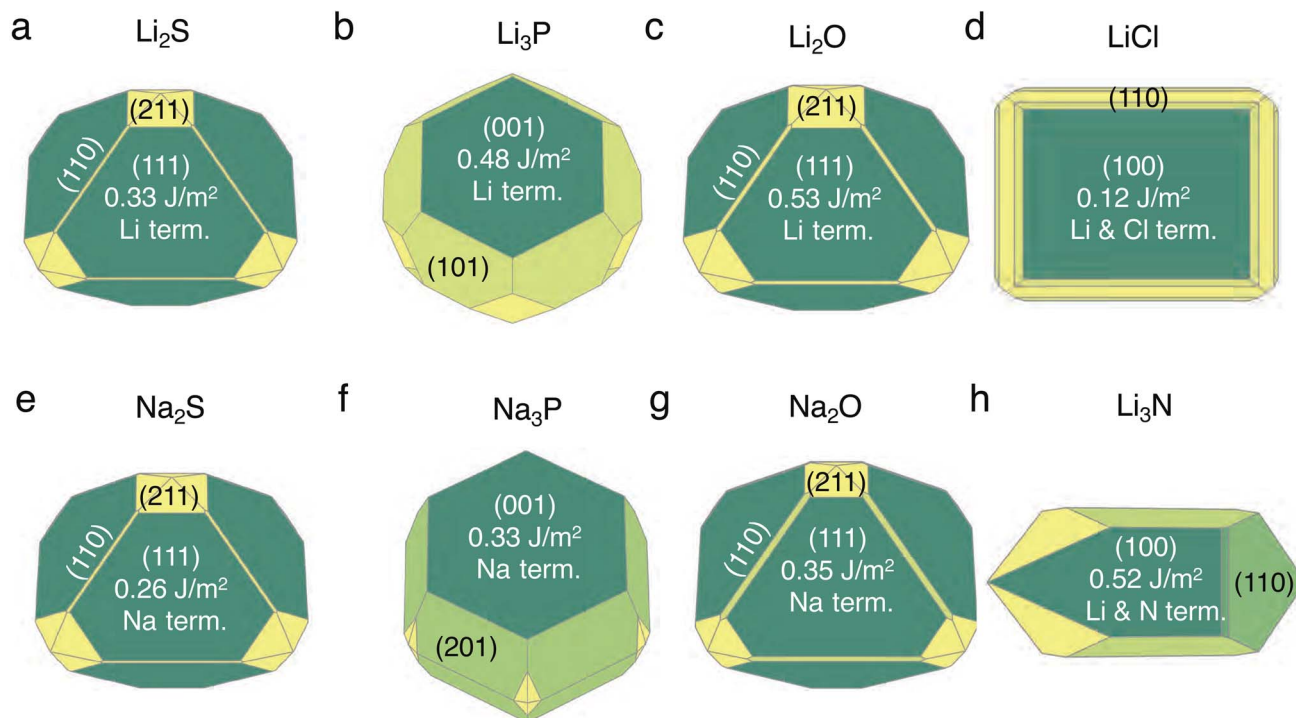 a
Li₂S
(211)
(110)
(111)
0.33 J/m²
Li term.
b
Li₃P
(001)
0.48 J/m²
Li term.
(101)
c
Li₂O
(211)
(110)
(111)
0.53 J/m²
Li term.
d
LiCl
(110)
(100)
0.12 J/m²
Li & Cl term.
e
Na₂S
(211)
(110)
(111)
0.26 J/m²
Na term.
f
Na₃P
(001)
0.33 J/m²
Na term.
(201)
g
Na₂O
(211)
(110)
(111)
0.35 J/m²
Na term.
h
Li₃N
(100)
0.52 J/m²
Li & N term.
(110)